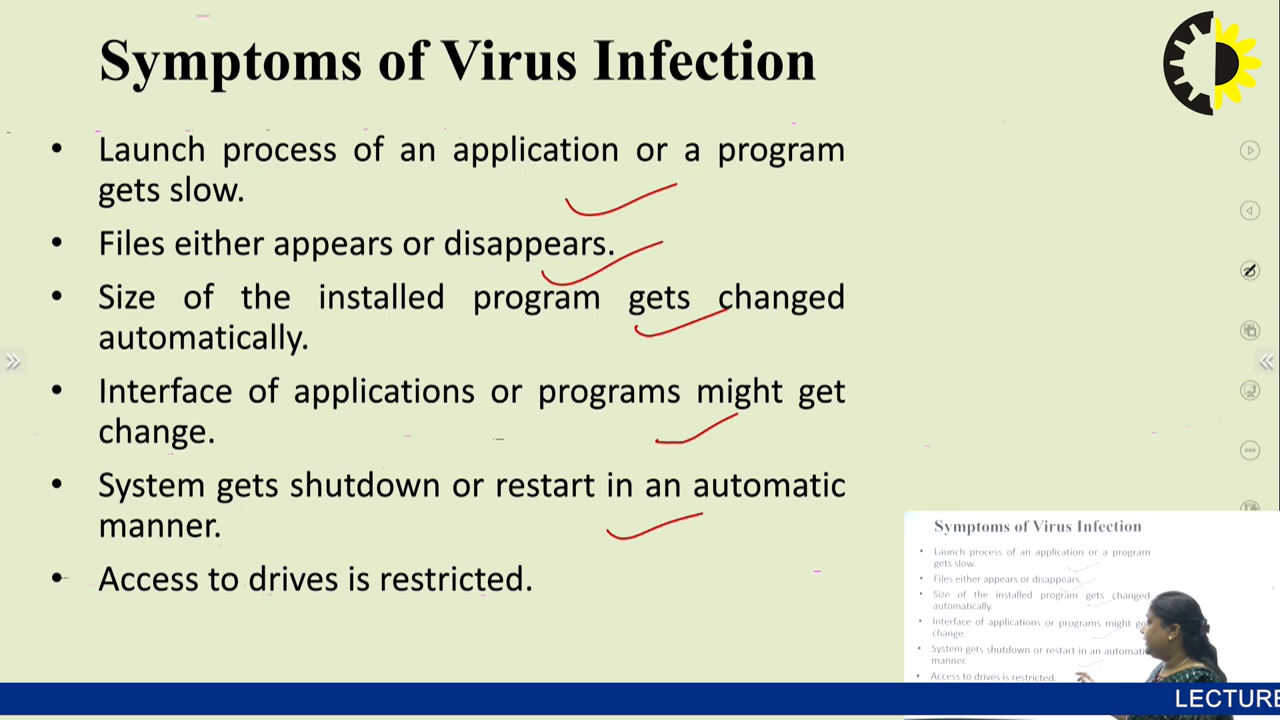 Symptoms of Virus Infection
• Launch process of an application or a program
gets slow.
• Files either appears or disappears.
• Size of the installed program gets changed
automatically.
• Interface of applications or programs might get
change.
• System gets shutdown or restart in an automatic
manner.
• Access to drives is restricted.
Symptoms of Virus Infection
• Launch process of an application or a program
gets slow.
• Files either appears or disappears.
• Size of the installed program gets changed
automatically.
• Interface of applications or programs might
change.
• System gets shutdown or restart in an
manner.
• Access to drives is restricted.
LECTURE